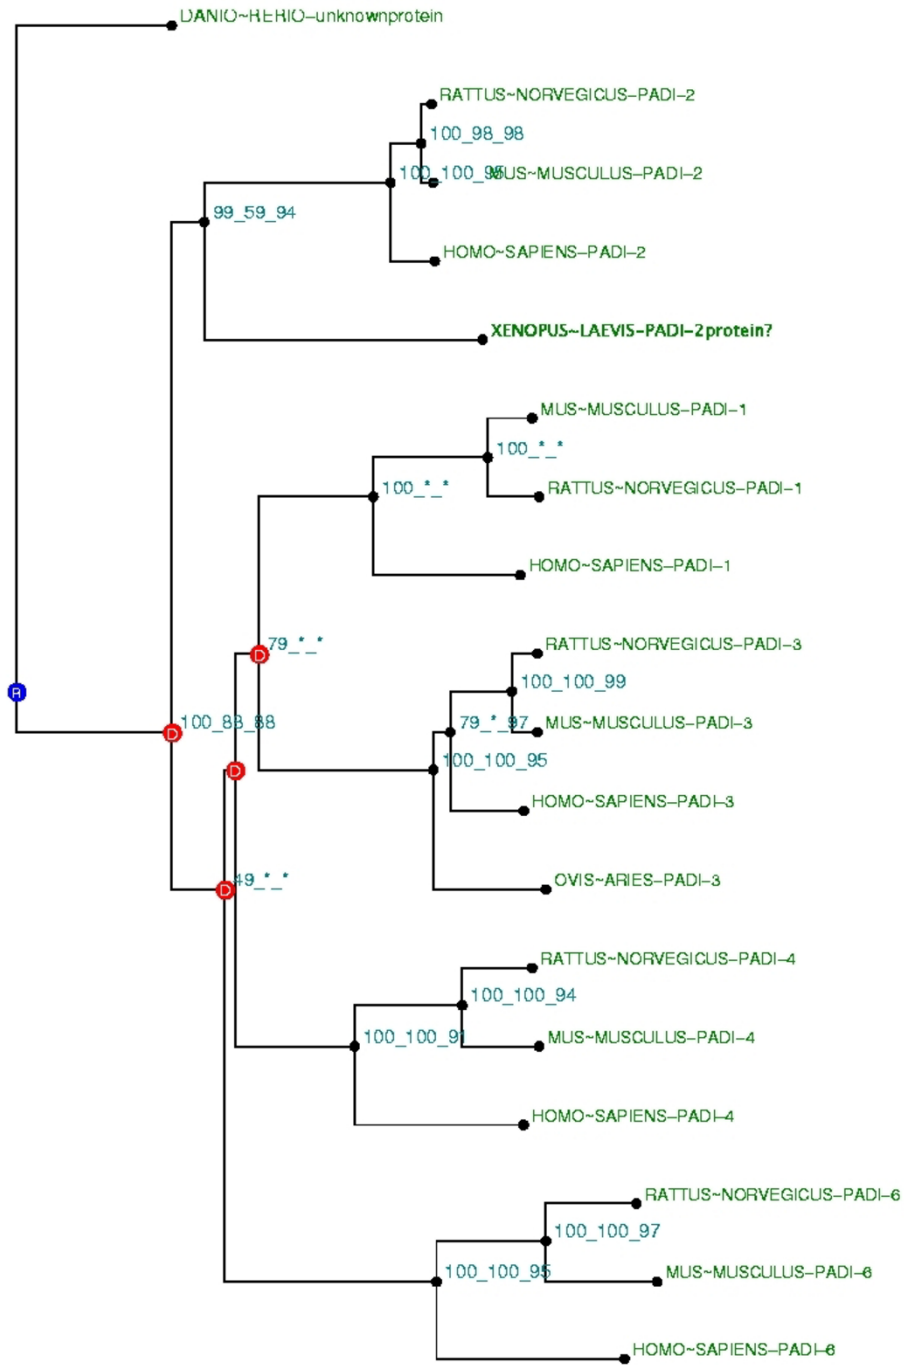 DANIO~RERIO-unknownprotein
RATTUS~NORVEGICUS-PADI-2
100_98_98
100_100_95
MUS~MUSCULUS-PADI-2
99_59_94
HOMO~SAPIENS-PADI-2
XENOPUS~LAEVIS-PADI-2protein?
MUS~MUSCULUS-PADI-1
100_*_*
100_*_*
RATTUS~NORVEGICUS-PADI-1
HOMO~SAPIENS-PADI-1
79_*_*
D
RATTUS~NORVEGICUS-PADI-3
100_100_99
R
100_88_88
D
79_*_97
MUS~MUSCULUS-PADI-3
D
100_100_95
HOMO~SAPIENS-PADI-3
D
49_*_*
OVIS~ARIES-PADI-3
RATTUS~NORVEGICUS-PADI-4
100_100_94
100_100_91
MUS~MUSCULUS-PADI-4
HOMO~SAPIENS-PADI-4
RATTUS~NORVEGICUS-PADI-6
100_100_97
100_100_95
MUS~MUSCULUS-PADI-6
HOMO~SAPIENS-PADI-6